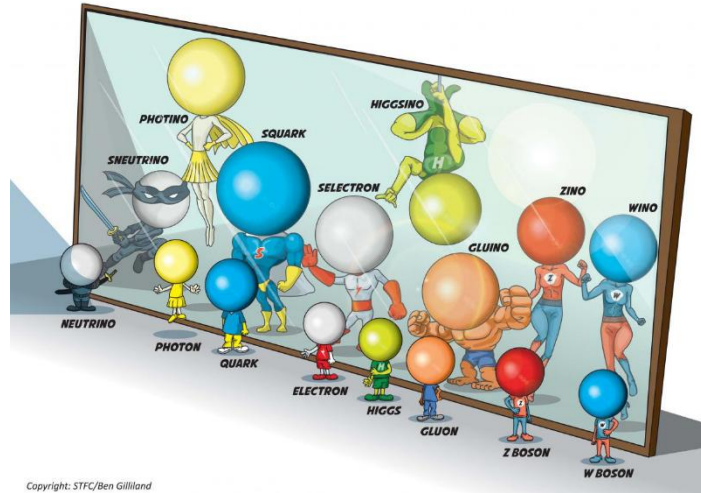 PHOTINO
HIGGSINO
SQUARK
SNEUTRINO
SELECTRON
ZINO
WINO
GLUINO
S
H
Z
W
NEUTRINO
PHOTON
QUARK
ELECTRON
HIGGS
GLUON
Z BOSON
W BOSON
H
Z
W
Copyright: STFC/Ben Gilliland